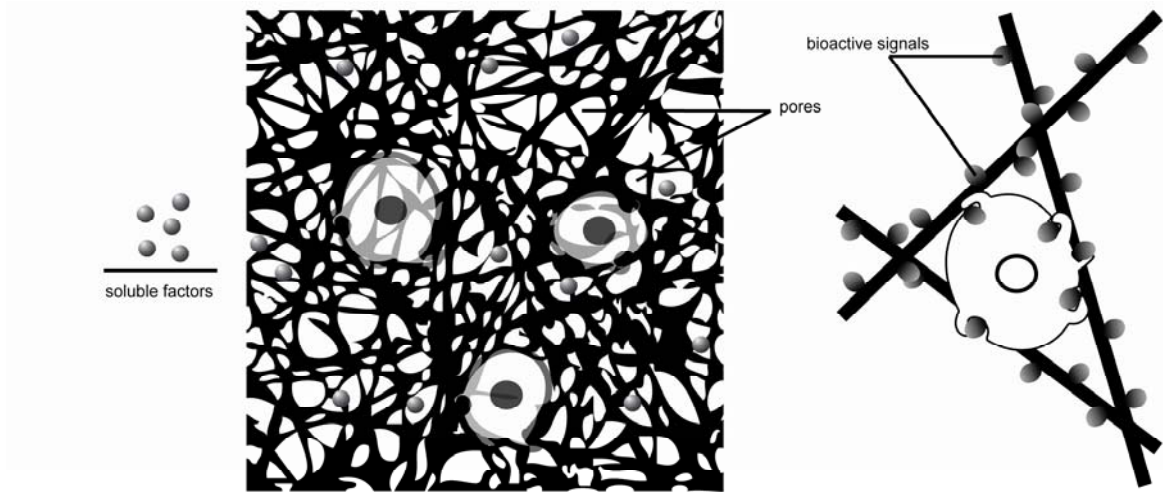 soluble factors
pores
bioactive signals